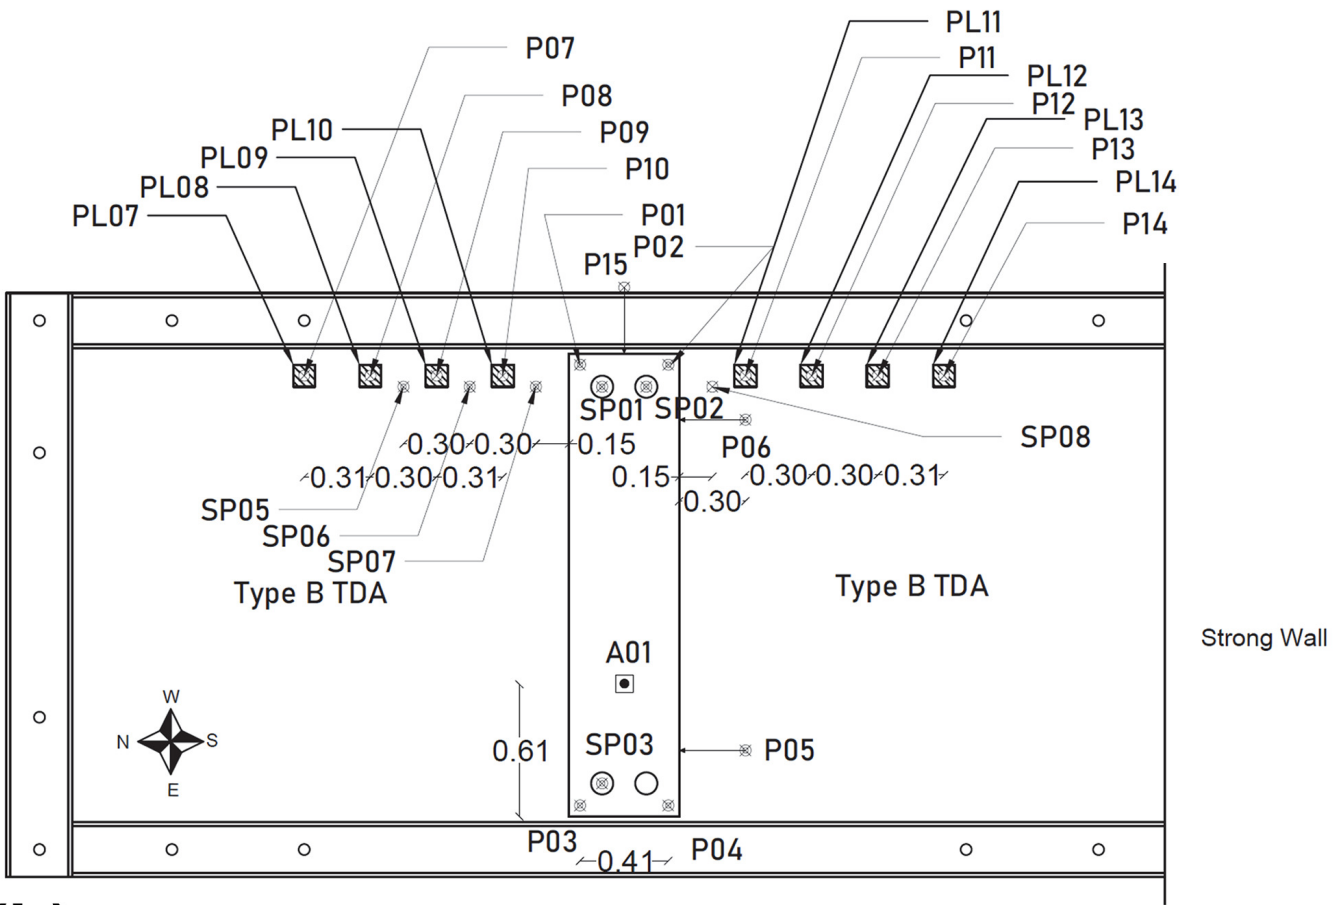 PL11
P07
P11
PL12
P08
P12
PL10
P09
PL13
P13
PL09
P10
PL08
PL14
PL07
P01
P14
P02
P15
SP01 SP02
SP08
0.30 0.30 0.15
P06
0.31 0.30 0.31
0.15
0.30 0.30 0.31
0.30
SP05
SP06
SP07
Type B TDA
Type B TDA
Strong Wall
A01
W
N S
E
0.61
SP03
P05
P03
P04
0.41